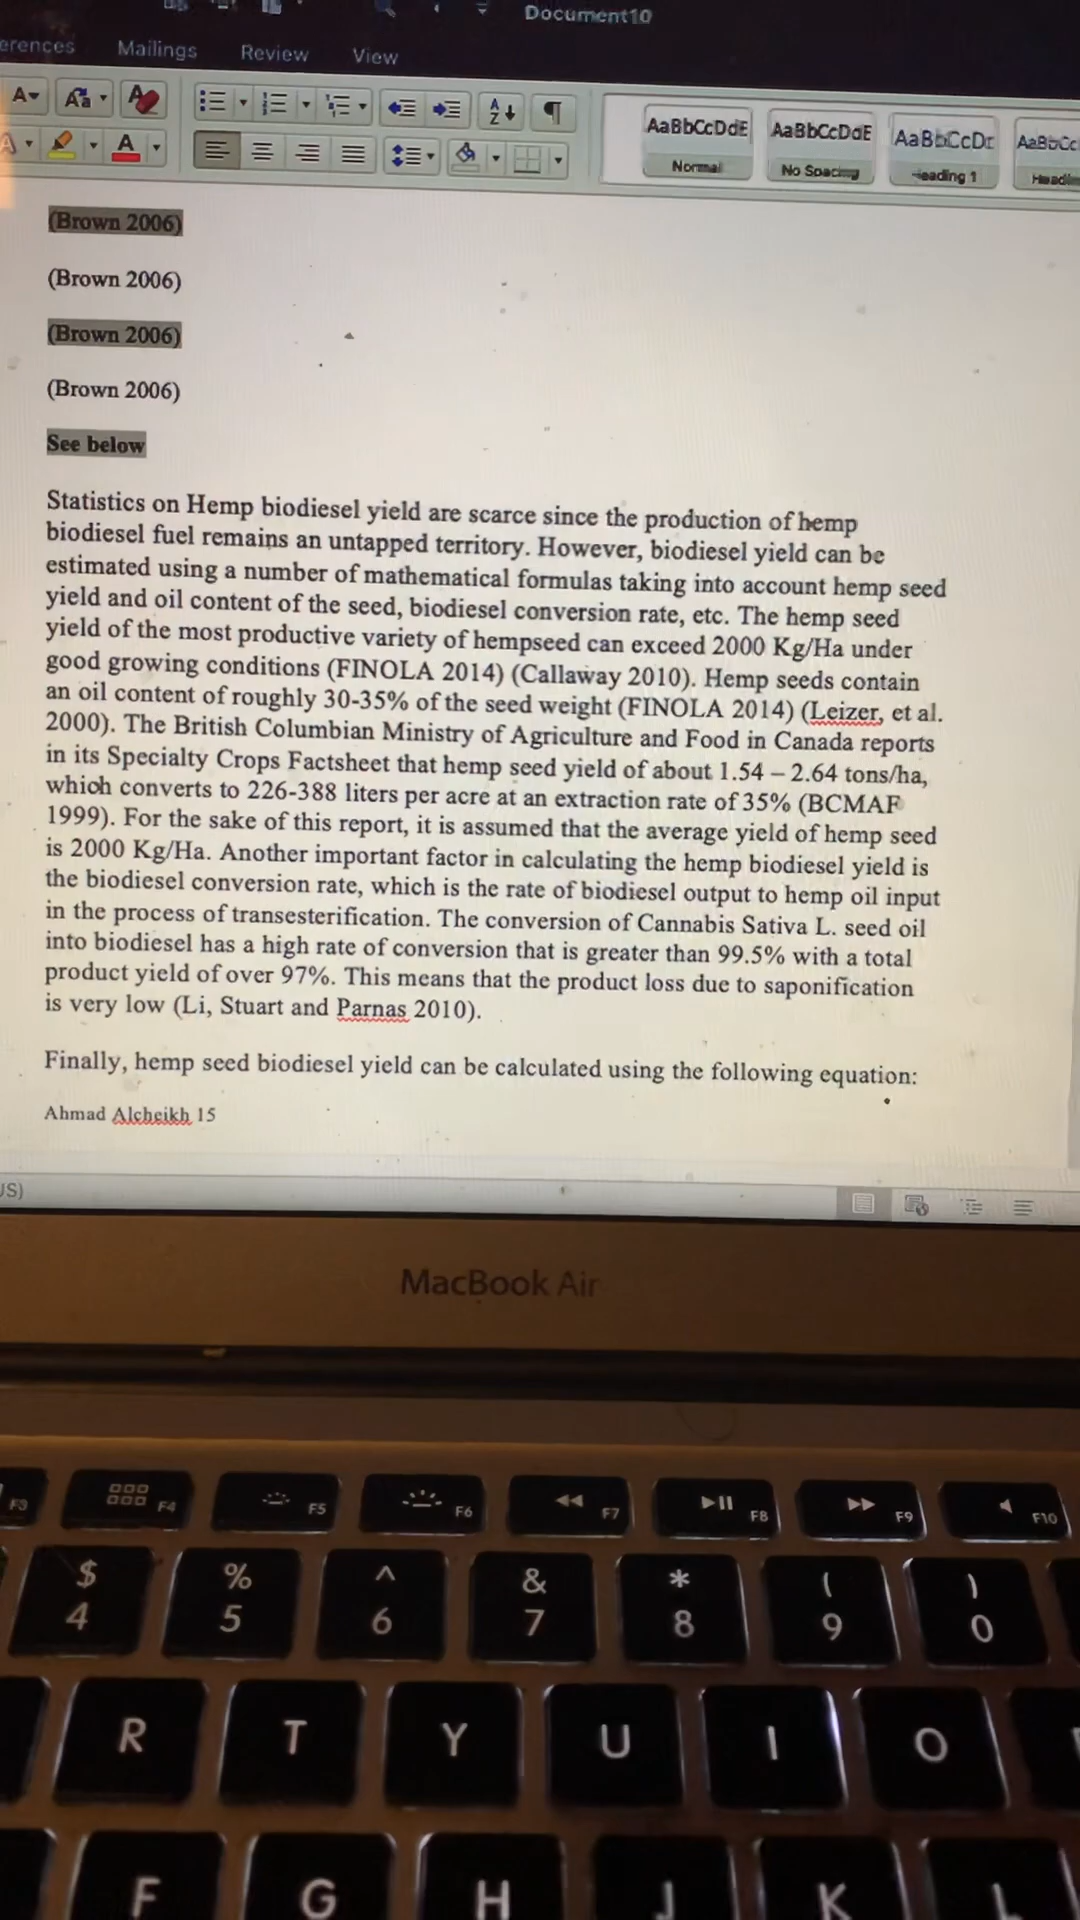 Document10
erences Mailings Review View
AaBbCcDdE AaBbCcDdE AaBbCcDc AaBbCc
Normal No Spacing Heading 1 Headin
(Brown 2006)
(Brown 2006)
(Brown 2006)
(Brown 2006)
See below
Statistics on Hemp biodiesel yield are scarce since the production of hemp
biodiesel fuel remains an untapped territory. However, biodiesel yield can be
estimated using a number of mathematical formulas taking into account hemp seed
yield and oil content of the seed, biodiesel conversion rate, etc. The hemp seed
yield of the most productive variety of hempseed can exceed 2000 Kg/Ha under
good growing conditions (FINOLA 2014) (Callaway 2010). Hemp seeds contain
an oil content of roughly 30-35% of the seed weight (FINOLA 2014) (Leizer, et al.
2000). The British Columbian Ministry of Agriculture and Food in Canada reports
in its Specialty Crops Factsheet that hemp seed yield of about 1.54 – 2.64 tons/ha,
which converts to 226-388 liters per acre at an extraction rate of 35% (BCMAF
1999). For the sake of this report, it is assumed that the average yield of hemp seed
is 2000 Kg/Ha. Another important factor in calculating the hemp biodiesel yield is
the biodiesel conversion rate, which is the rate of biodiesel output to hemp oil input
in the process of transesterification. The conversion of Cannabis Sativa L. seed oil
into biodiesel has a high rate of conversion that is greater than 99.5% with a total
product yield of over 97%. This means that the product loss due to saponification
is very low (Li, Stuart and Parnas 2010).
Finally, hemp seed biodiesel yield can be calculated using the following equation:
Ahmad Alcheikh 15
US)
MacBook Air
F3 F4 F5 F6 F7 F8 F9 F10
$ % ^ & * ( )
4 5 6 7 8 9 0
R T Y U I O
F G H J K L